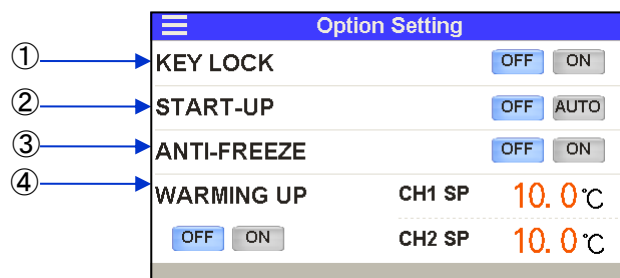 Option Setting
① KEY LOCK OFF ON
② START-UP OFF AUTO
③ ANTI-FREEZE OFF ON
④ WARMING UP CH1 SP 10.0℃
OFF ON CH2 SP 10.0℃